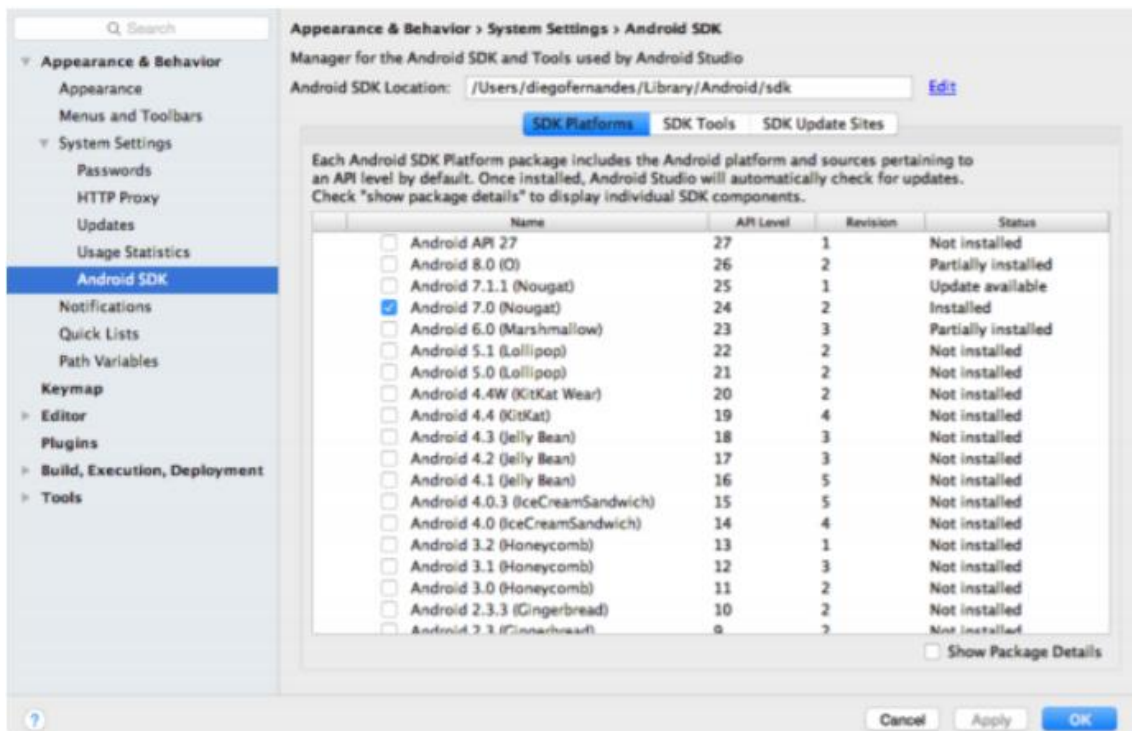 Search
Appearance & Behavior
Appearance
Menus and Toolbars
System Settings
Passwords
HTTP Proxy
Updates
Usage Statistics
Android SDK
Notifications
Quick Lists
Path Variables
Keymap
Editor
Plugins
Build, Execution, Deployment
Tools
Appearance & Behavior › System Settings › Android SDK
Manager for the Android SDK and Tools used by Android Studio
Android SDK Location: /Users/diegofernandes/Library/Android/sdk Edit
SDK Platforms SDK Tools SDK Update Sites
Each Android SDK Platform package includes the Android platform and sources pertaining to
an API level by default. Once installed, Android Studio will automatically check for updates.
Check "show package details" to display individual SDK components.
Name API Level Revision Status
Android API 27 27 1 Not installed
Android 8.0 (O) 26 2 Partially installed
Android 7.1.1 (Nougat) 25 1 Update available
Android 7.0 (Nougat) 24 2 Installed
Android 6.0 (Marshmallow) 23 3 Partially installed
Android 5.1 (Lollipop) 22 2 Not installed
Android 5.0 (Lollipop) 21 2 Not installed
Android 4.4W (KitKat Wear) 20 2 Not installed
Android 4.4 (KitKat) 19 4 Not installed
Android 4.3 (Jelly Bean) 18 3 Not installed
Android 4.2 (Jelly Bean) 17 3 Not installed
Android 4.1 (Jelly Bean) 16 5 Not installed
Android 4.0.3 (IceCreamSandwich) 15 5 Not installed
Android 4.0 (IceCreamSandwich) 14 4 Not installed
Android 3.2 (Honeycomb) 13 1 Not installed
Android 3.1 (Honeycomb) 12 3 Not installed
Android 3.0 (Honeycomb) 11 2 Not installed
Android 2.3.3 (Gingerbread) 10 2 Not installed
Android 2.3 (Gingerbread) 9 2 Not installed
Show Package Details
? Cancel Apply OK